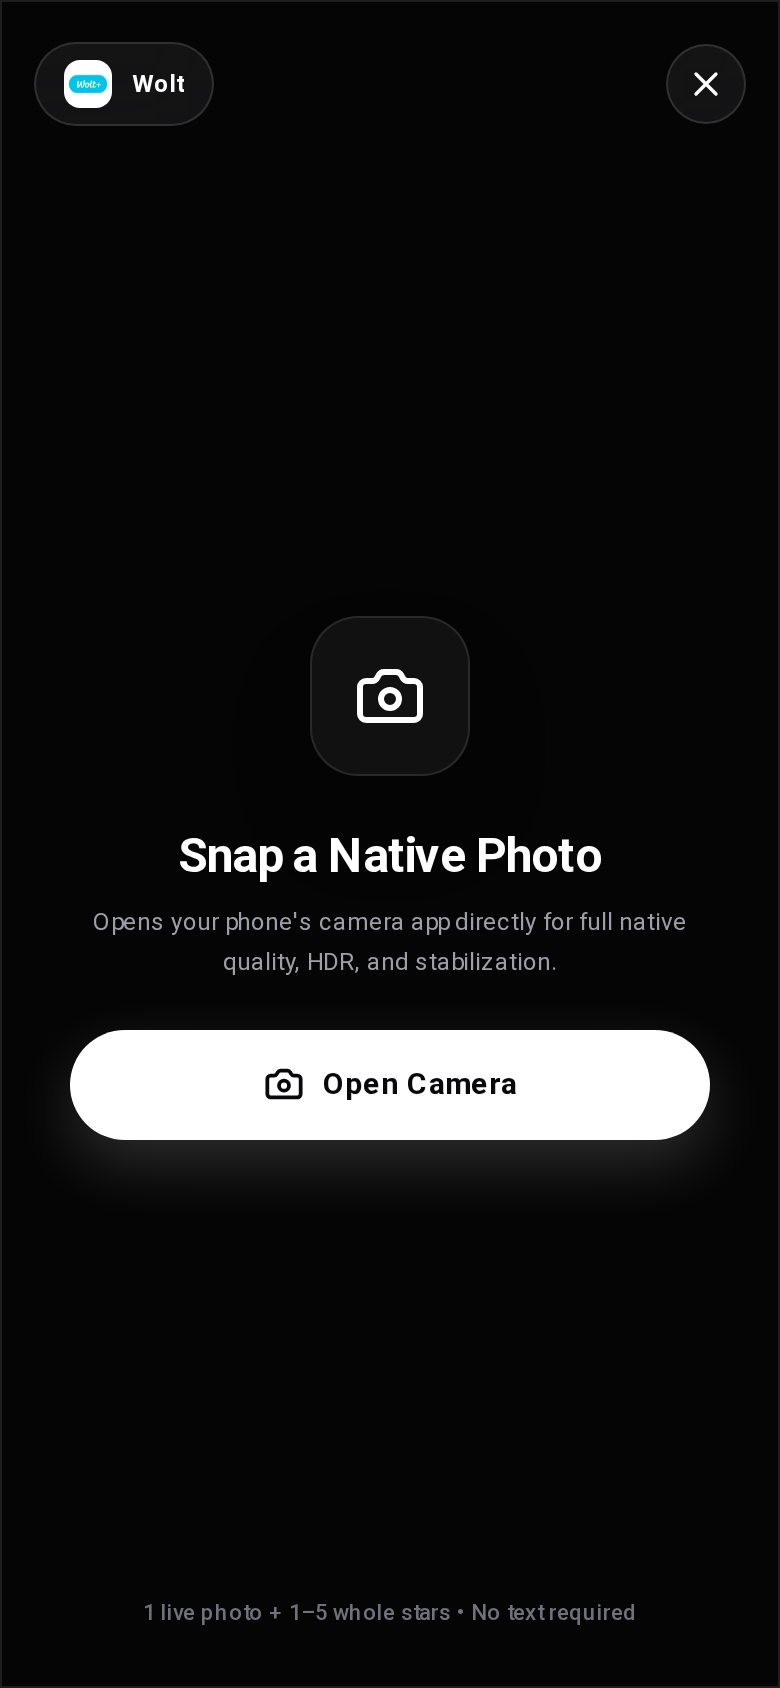 Wolt+
Wolt
Snap a Native Photo
Opens your phone's camera app directly for full native
quality, HDR, and stabilization.
Open Camera
1 live photo + 1–5 whole stars • No text required